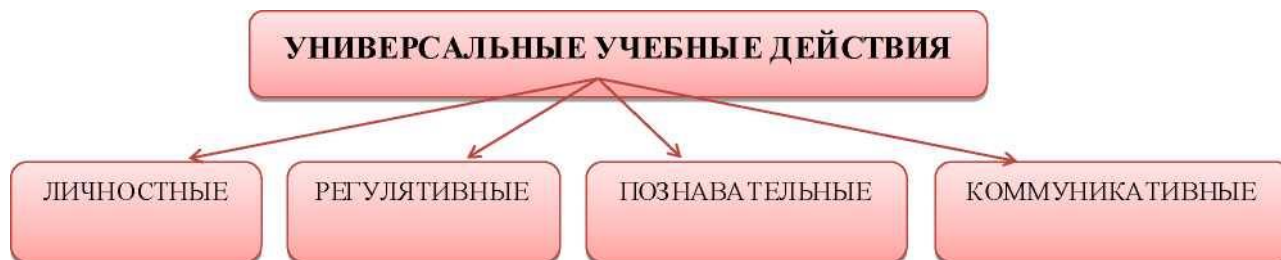 УНИВЕРСАЛЬНЫЕ УЧЕБНЫЕ ДЕЙСТВИЯ
ЛИЧНОСТНЫЕ
РЕГУЛЯТИВНЫЕ
ПОЗНАВАТЕЛЬНЫЕ
КОММУНИКАТИВНЫЕ